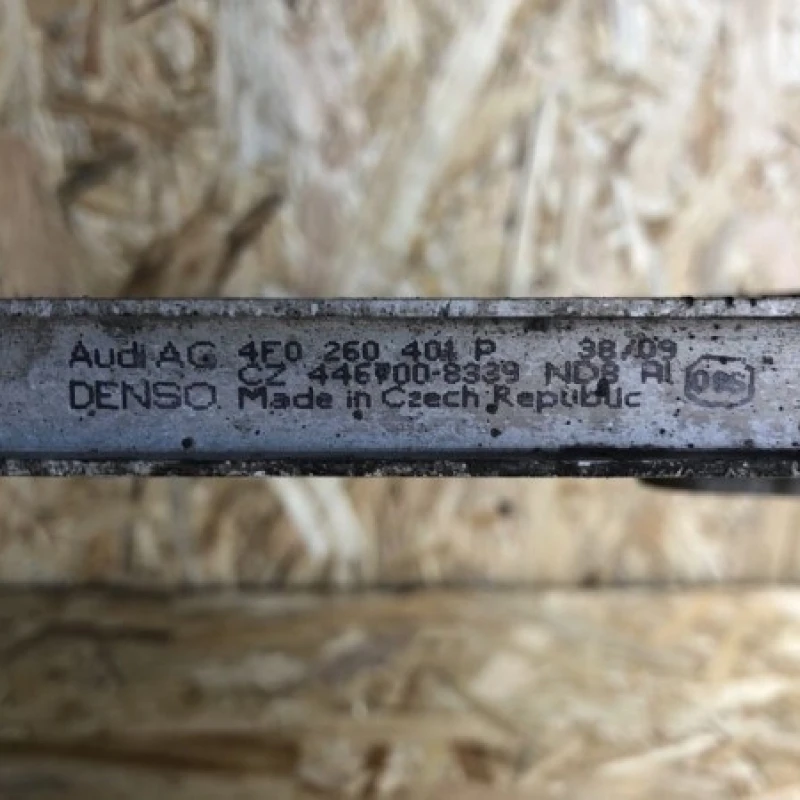 Audi AG 4E0 260 401 P 38/09
CZ 446700-8339 ND8 Al
DENSO Made in Czech Republic